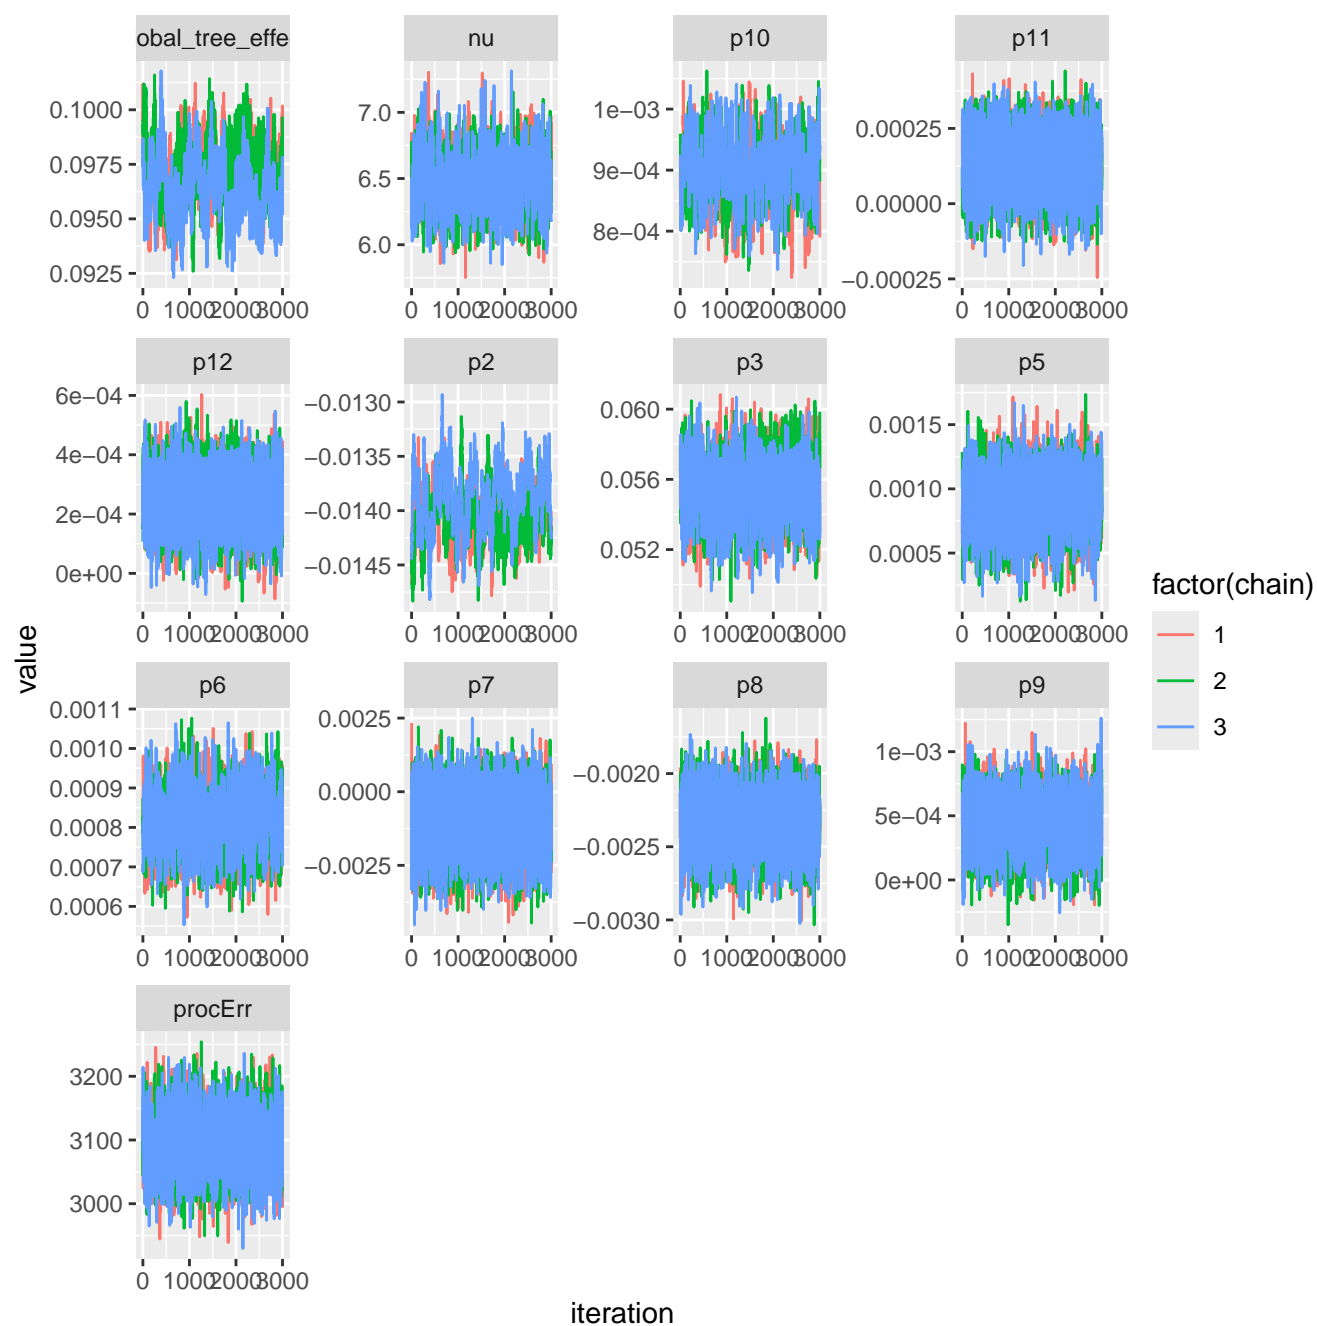 obal_tree_effe
nu
p10
p11
0.1000
0.0975
0.0950
0.0925
7.0
6.5
6.0
1e−03
9e−04
8e−04
0.00025
0.00000
−0.00025
0 1000 2000 3000
0 1000 2000 3000
0 1000 2000 3000
0 1000 2000 3000
p12
p2
p3
p5
6e−04
4e−04
2e−04
0e+00
−0.0130
−0.0135
−0.0140
−0.0145
0.060
0.056
0.052
0.0015
0.0010
0.0005
0 1000 2000 3000
0 1000 2000 3000
0 1000 2000 3000
0 1000 2000 3000
p6
p7
p8
p9
0.0011
0.0010
0.0009
0.0008
0.0007
0.0006
0.0025
0.0000
−0.0025
−0.0020
−0.0025
−0.0030
1e−03
5e−04
0e+00
0 1000 2000 3000
0 1000 2000 3000
0 1000 2000 3000
0 1000 2000 3000
procErr
3200
3100
3000
0 1000 2000 3000
value
iteration
factor(chain)
1
2
3